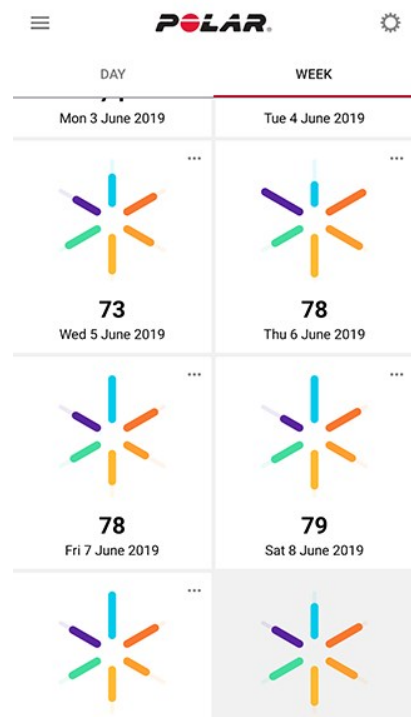 POLAR
DAY
WEEK
Mon 3 June 2019
Tue 4 June 2019
73
Wed 5 June 2019
78
Thu 6 June 2019
78
Fri 7 June 2019
79
Sat 8 June 2019